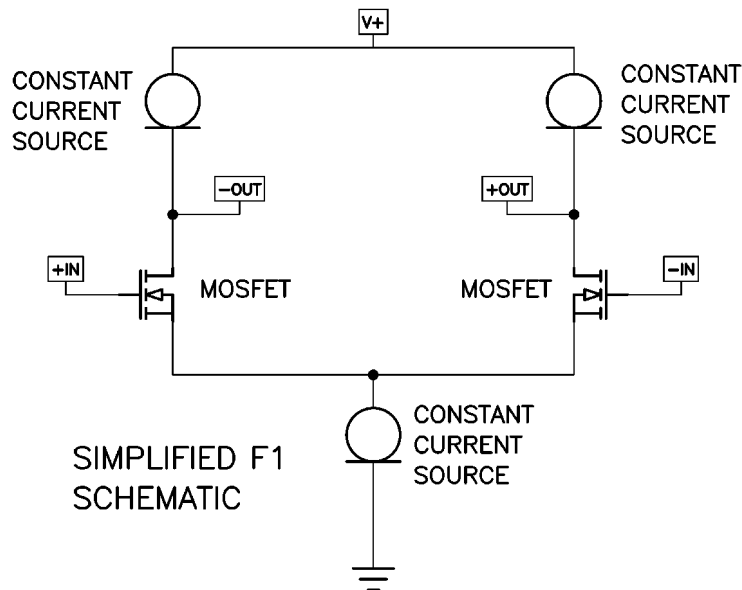 V+
CONSTANT
CURRENT
SOURCE
CONSTANT
CURRENT
SOURCE
-OUT
+OUT
+IN
MOSFET
MOSFET
-IN
CONSTANT
CURRENT
SOURCE
SIMPLIFIED F1
SCHEMATIC